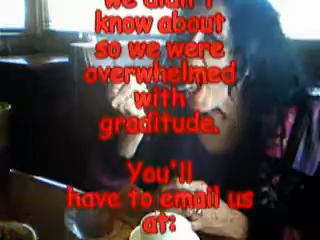 we didn't
know about
so we were
overwhelmed
with
graditude.
You'll
have to email us
at: